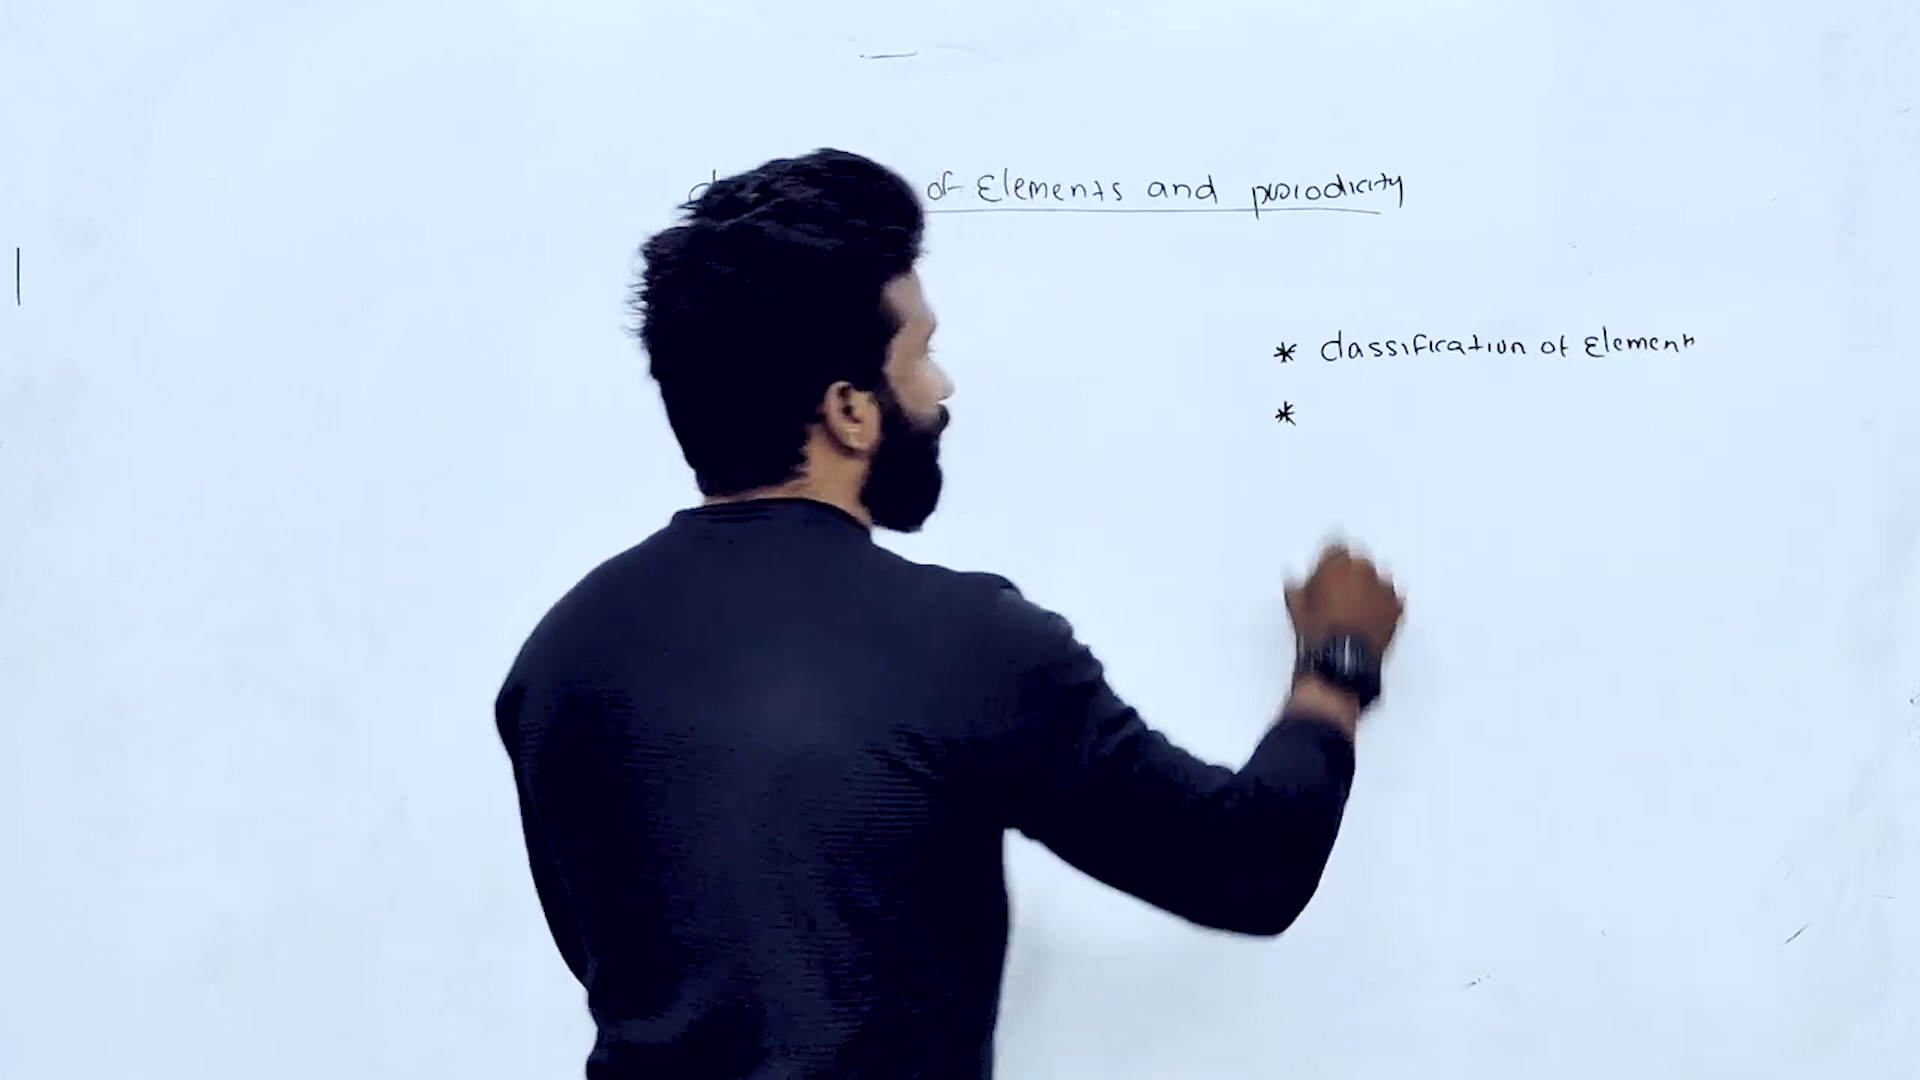 of Elements and periodicity
* classification of Elements
*